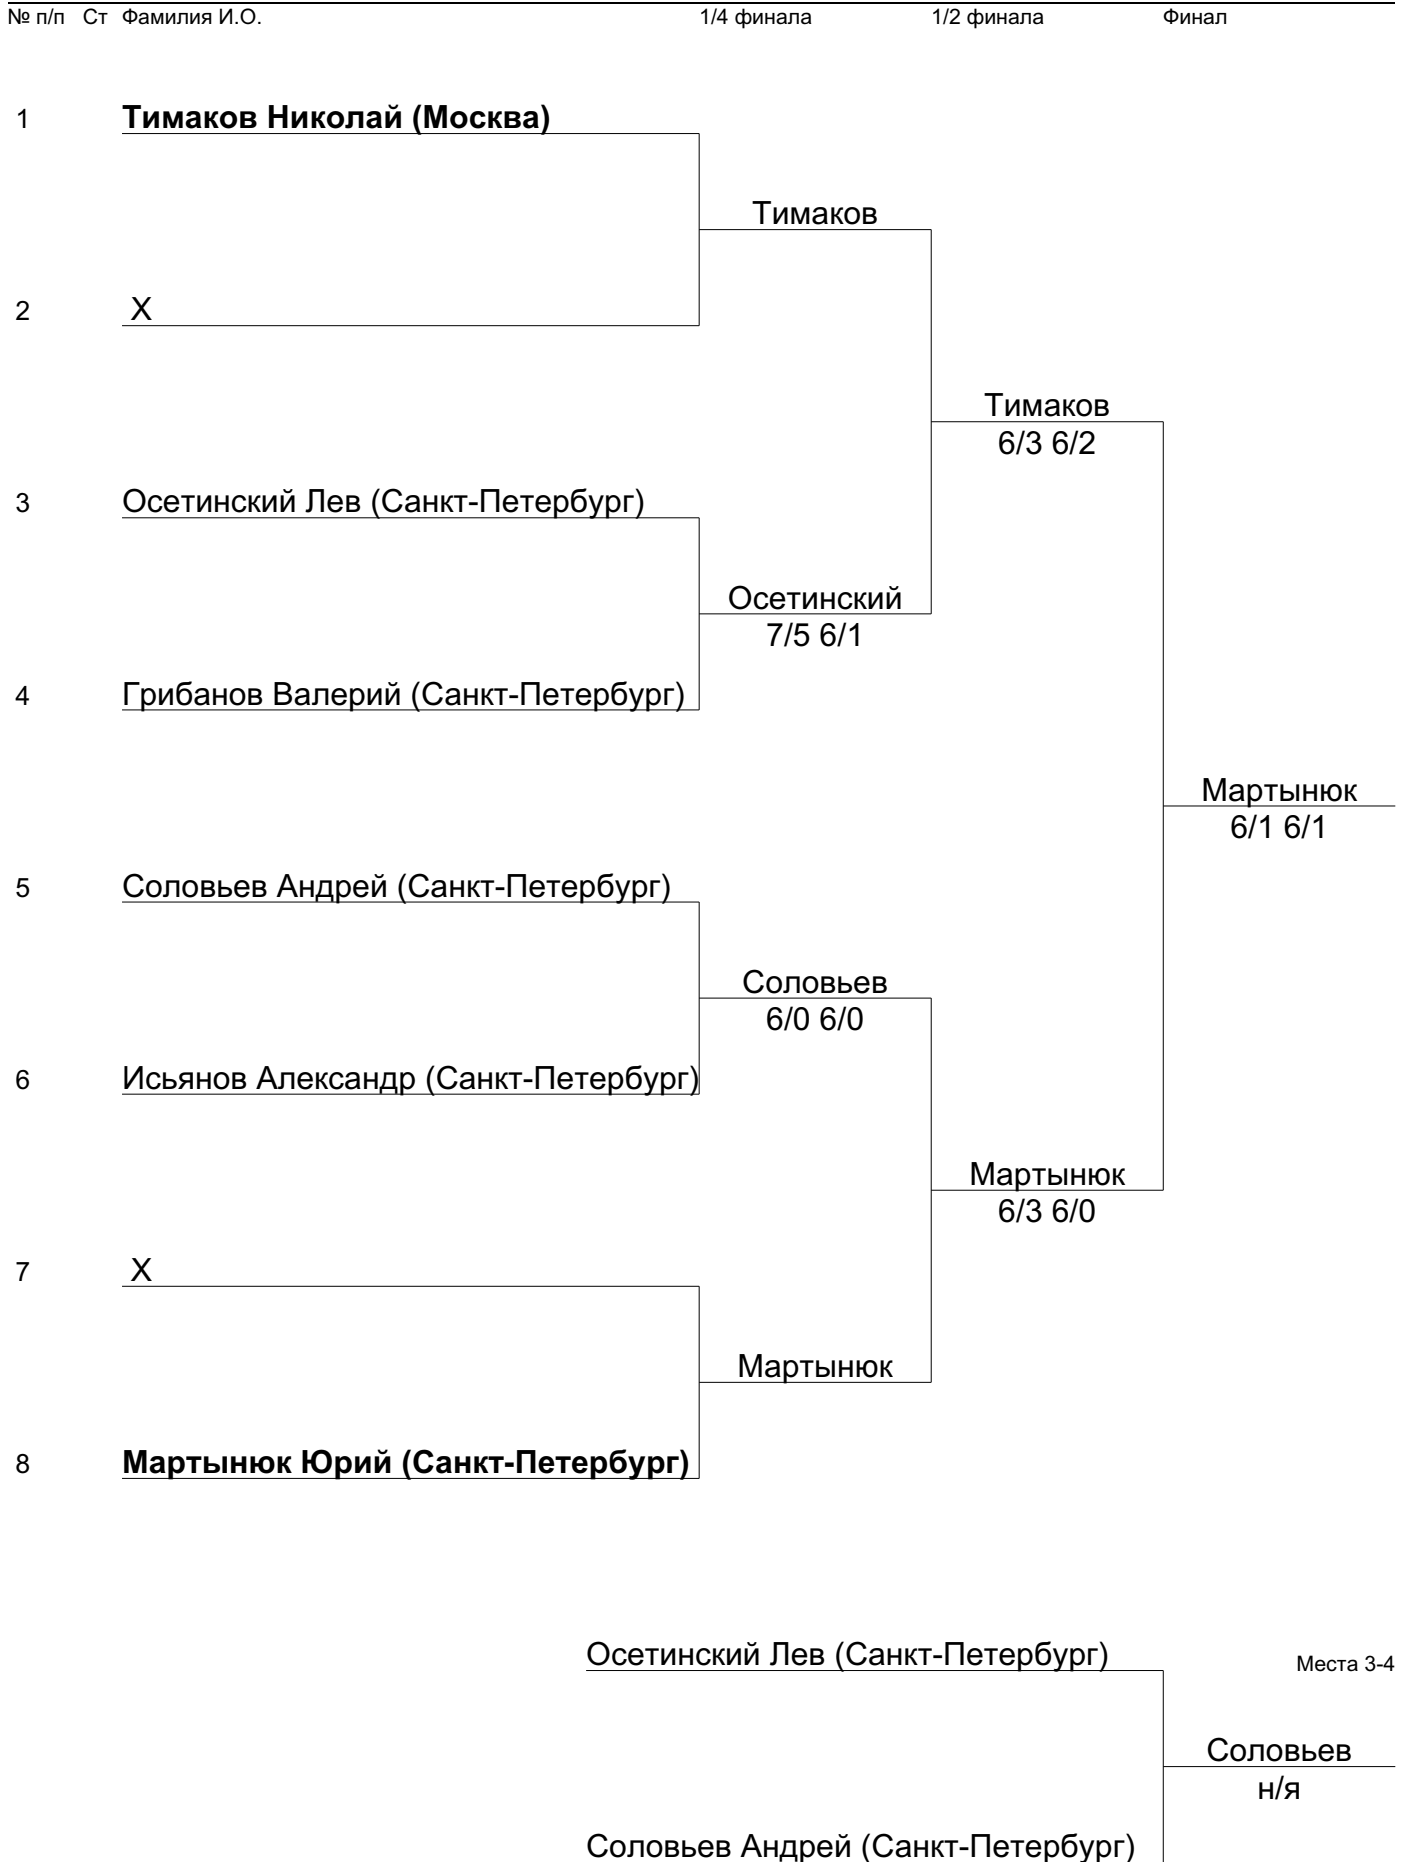 № п/п Ст Фамилия И.О. 1/4 финала 1/2 финала Финал
1 Тимаков Николай (Москва)
Тимаков
2 X
Тимаков
6/3 6/2
3 Осетинский Лев (Санкт-Петербург)
Осетинский
7/5 6/1
4 Грибанов Валерий (Санкт-Петербург)
Мартынюк
6/1 6/1
5 Соловьев Андрей (Санкт-Петербург)
Соловьев
6/0 6/0
6 Исьянов Александр (Санкт-Петербург)
Мартынюк
6/3 6/0
7 X
Мартынюк
8 Мартынюк Юрий (Санкт-Петербург)
Осетинский Лев (Санкт-Петербург) Места 3-4
Соловьев
н/я
Соловьев Андрей (Санкт-Петербург)